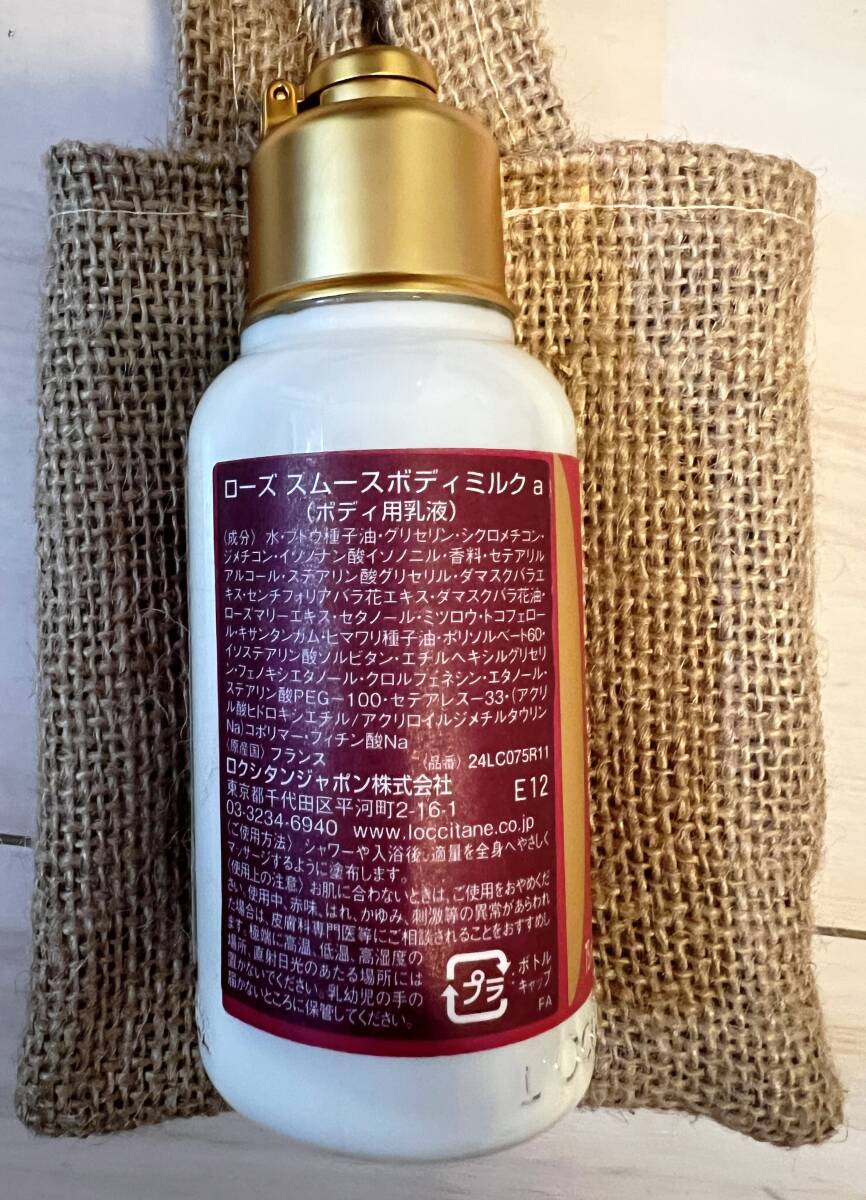 ローズ スムースボディミルク a
(ボディ用乳液)
〈成分〉 水・ブドウ種子油・グリセリン・シクロメチコン・
ジメチコン・イソノナン酸イソノニル・香料・セテアリル
アルコール・ステアリン酸グリセリル・ダマスクバラエ
キス・センチフォリアバラ花エキス・ダマスクバラ花油・
ローズマリーエキス・セタノール・ミツロウ・トコフェロー
ル・キサンタンガム・ヒマワリ種子油・ポリソルベート60・
イソステアリン酸ソルビタン・エチルヘキシルグリセリ
ン・フェノキシエタノール・クロルフェネシン・エタノール・
ステアリン酸PEG－100・セテアレス－33・(アクリ
ル酸ヒドロキシエチル/アクリロイルジメチルタウリン
Na)コポリマー・フィチン酸Na
〈原産国〉 フランス 〈品番〉 24LC075R11
ロクシタンジャポン株式会社 E12
東京都千代田区平河町2-16-1
03-3234-6940 www.loccitane.co.jp
〈ご使用方法〉 シャワーや入浴後、適量を全身へやさしく
マッサージするように塗布します。
〈使用上の注意〉 お肌に合わないときは、ご使用をおやめくだ
さい。使用中、赤味、はれ、かゆみ、刺激等の異常があらわれ
た場合は、皮膚科専門医等にご相談されることをおすすめし
ます。極端に高温、低温、高湿度の
場所、直射日光のあたる場所には
置かないでください。乳幼児の手の
届かないところに保管してください。
プラ
:ボトル
・キャップ
FA